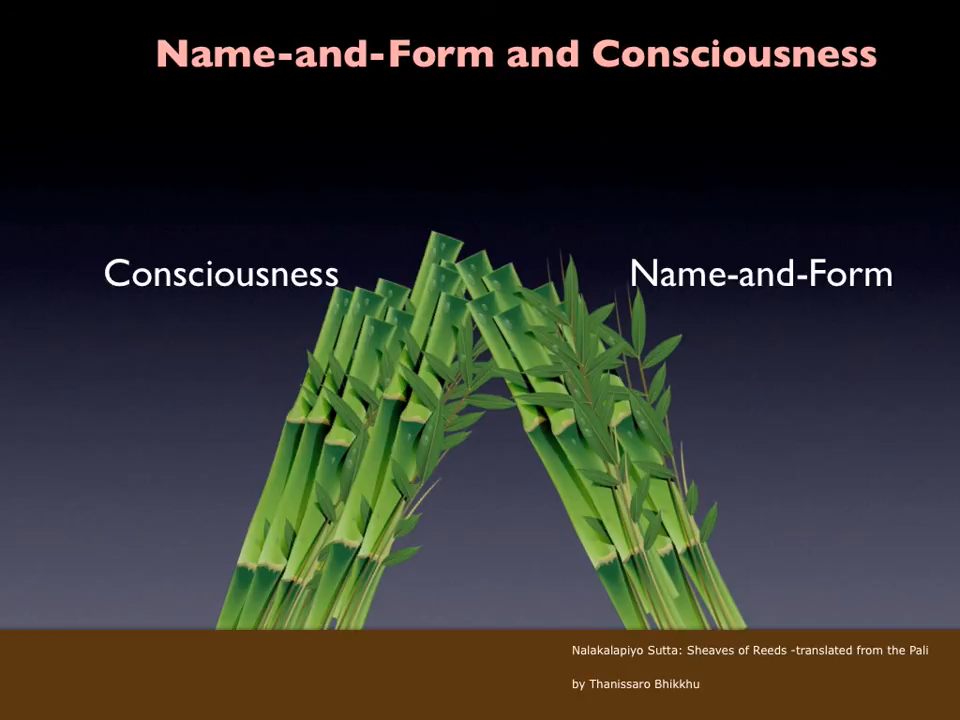 Name-and-Form and Consciousness
Consciousness
Name-and-Form
Nalakalapiyo Sutta: Sheaves of Reeds -translated from the Pali
by Thanissaro Bhikkhu